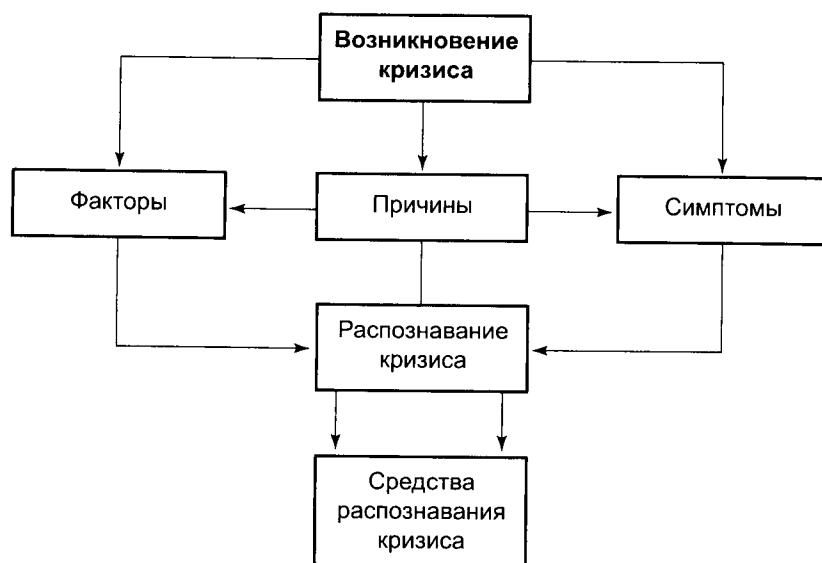 Возникновение
кризиса
Факторы
Причины
Симптомы
Распознавание
кризиса
Средства
распознавания
кризиса